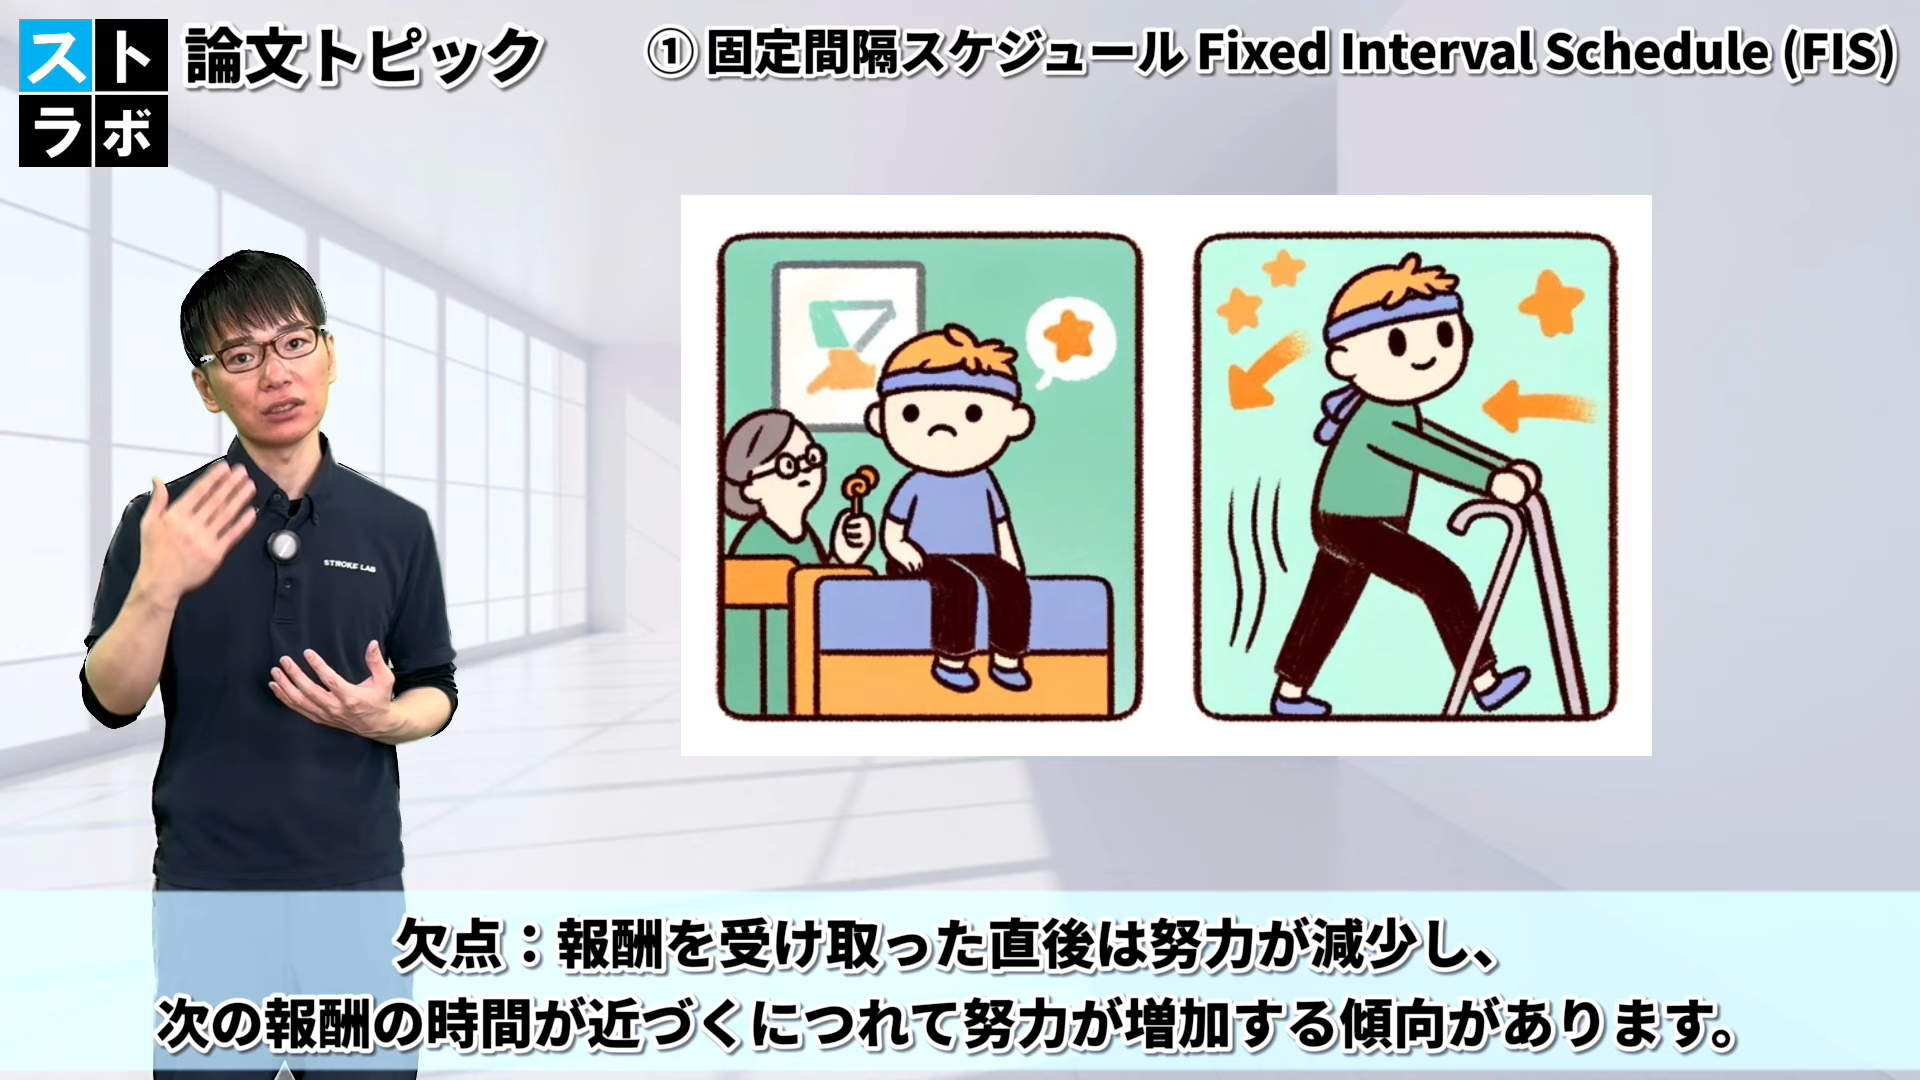 スト
ラボ
論文トピック
① 固定間隔スケジュール Fixed Interval Schedule (FIS)
STROKE LAB
欠点：報酬を受け取った直後は努力が減少し、
次の報酬の時間が近づくにつれて努力が増加する傾向があります。